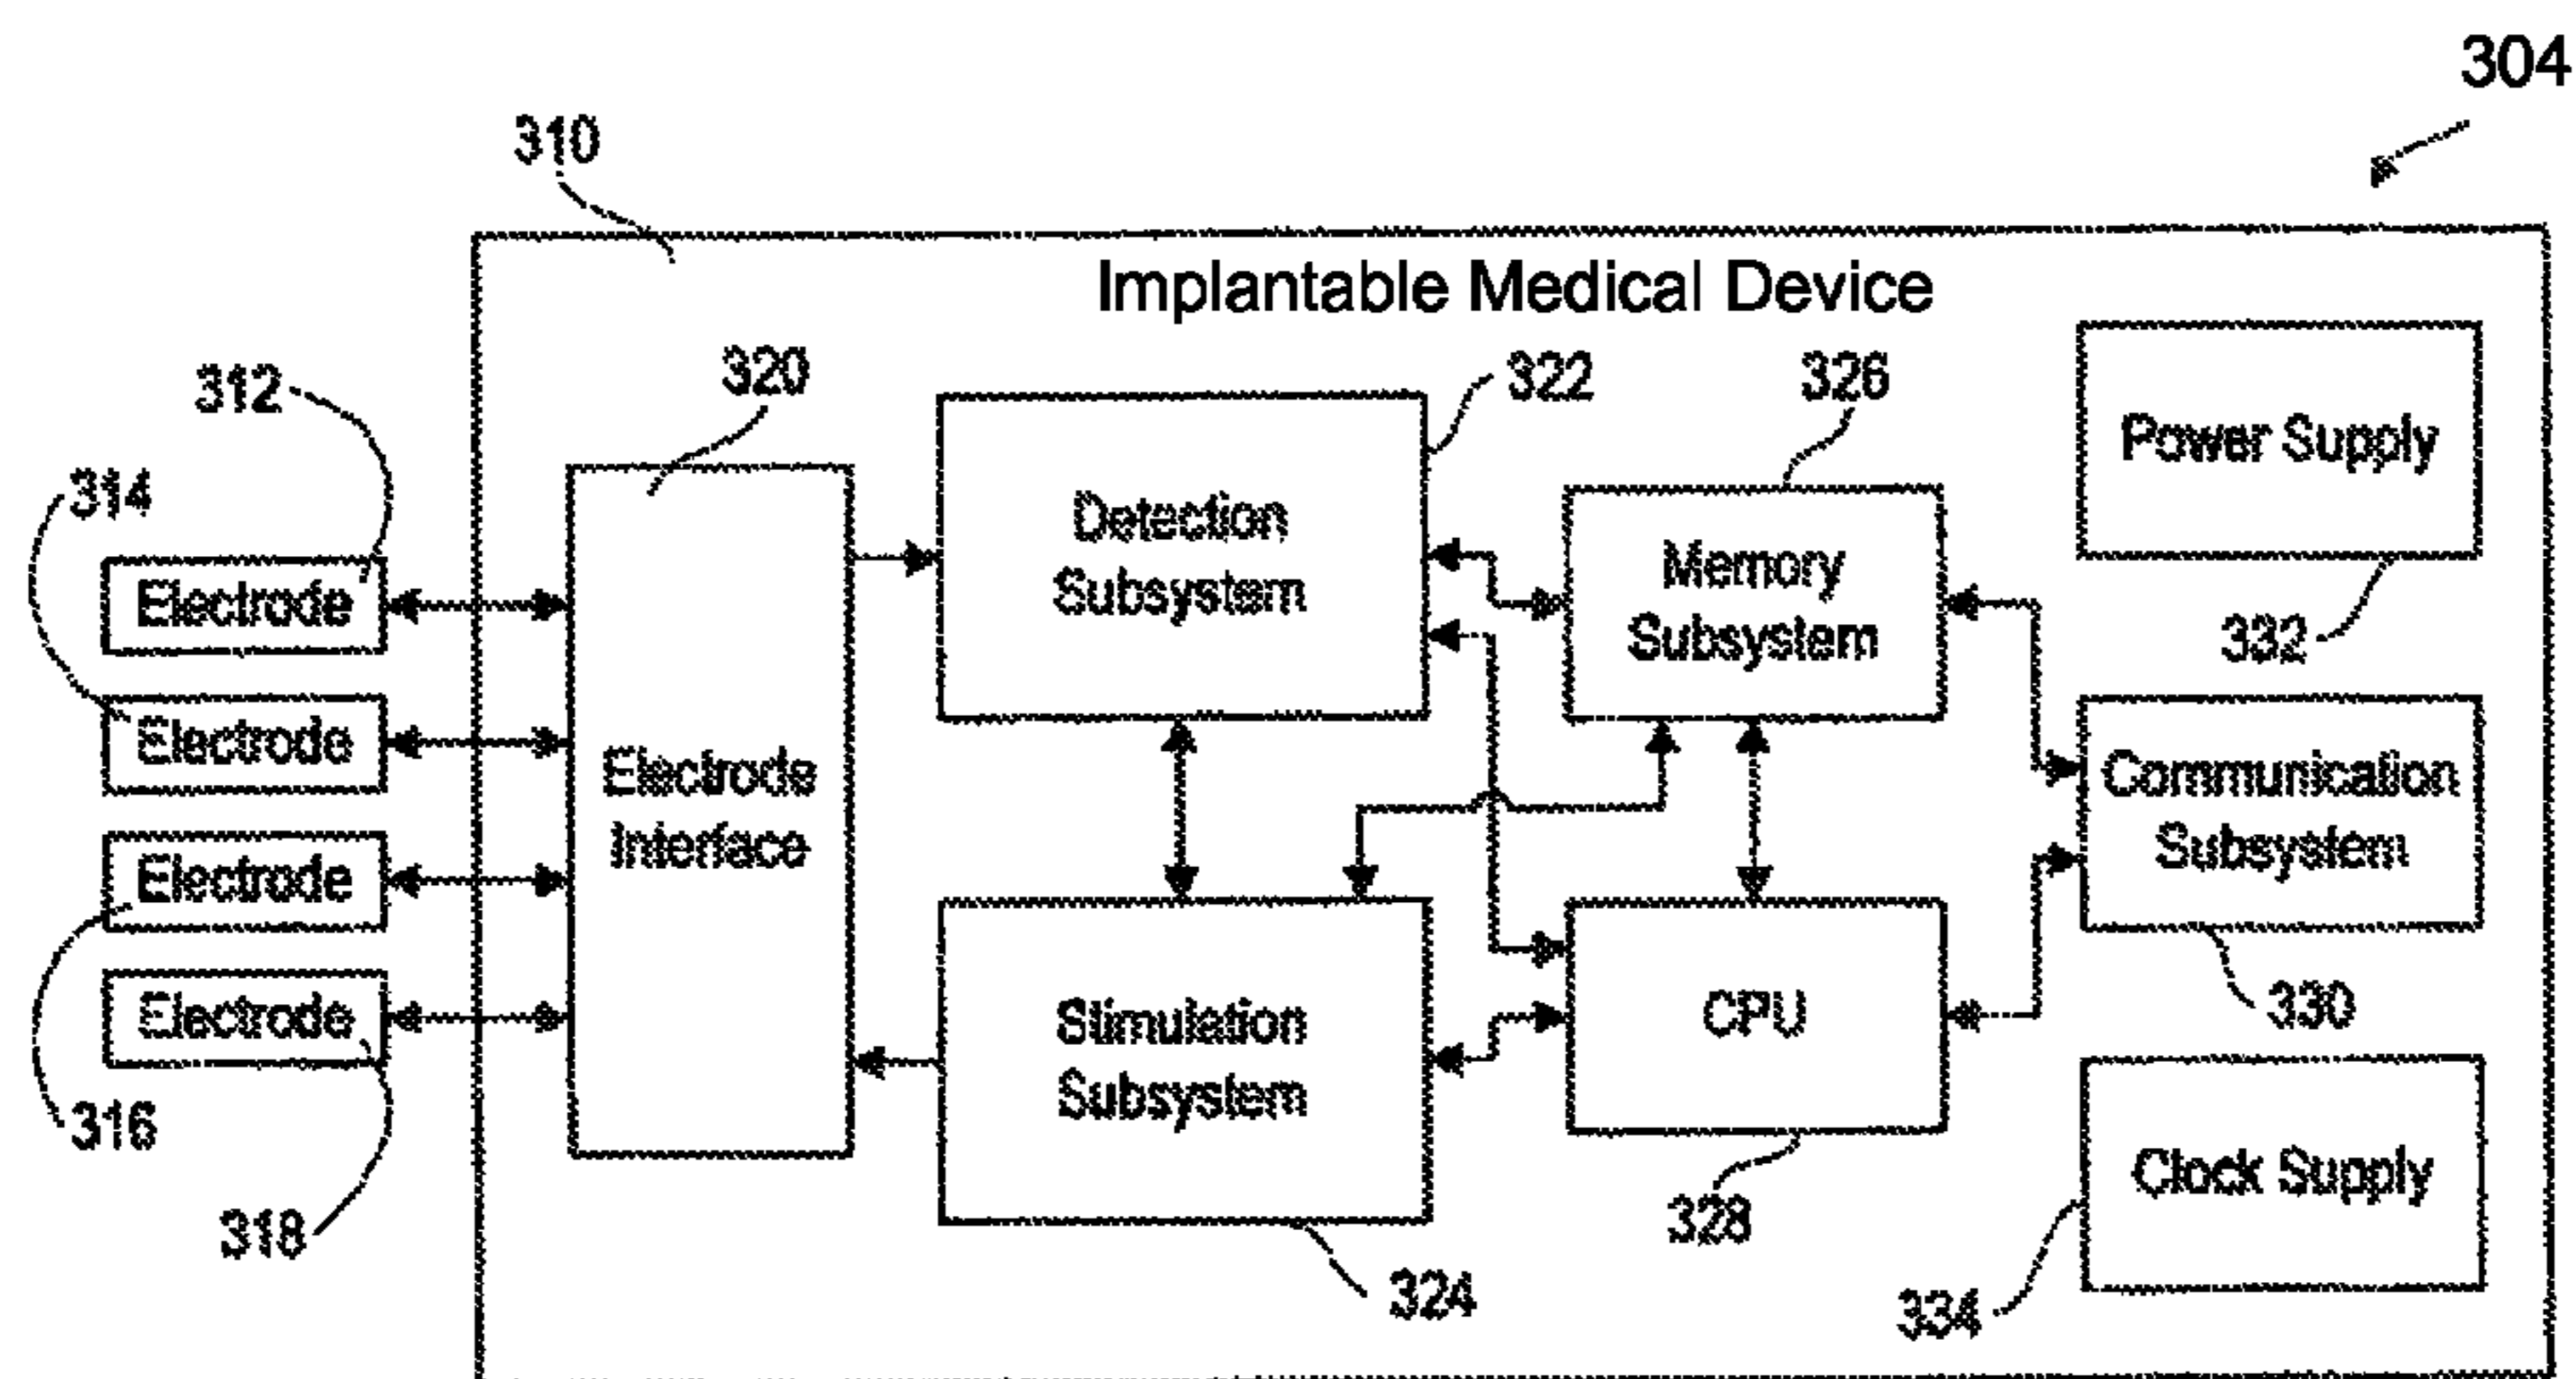 304
310
Implantable Medical Device
312
320
322
326
Power Supply
314
Detection
Subsystem
Memory
Subsystem
332
Electrode
Electrode
Electrode
Electrode
Electrode
Interface
Communication
Subsystem
330
316
318
Stimulation
Subsystem
CPU
328
324
Clock Supply
334